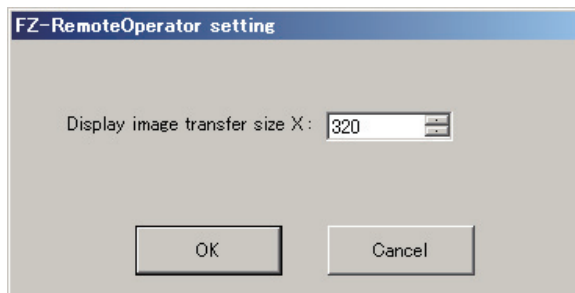 FZ-RemoteOperator setting
Display image transfer size X: 320
OK
Cancel